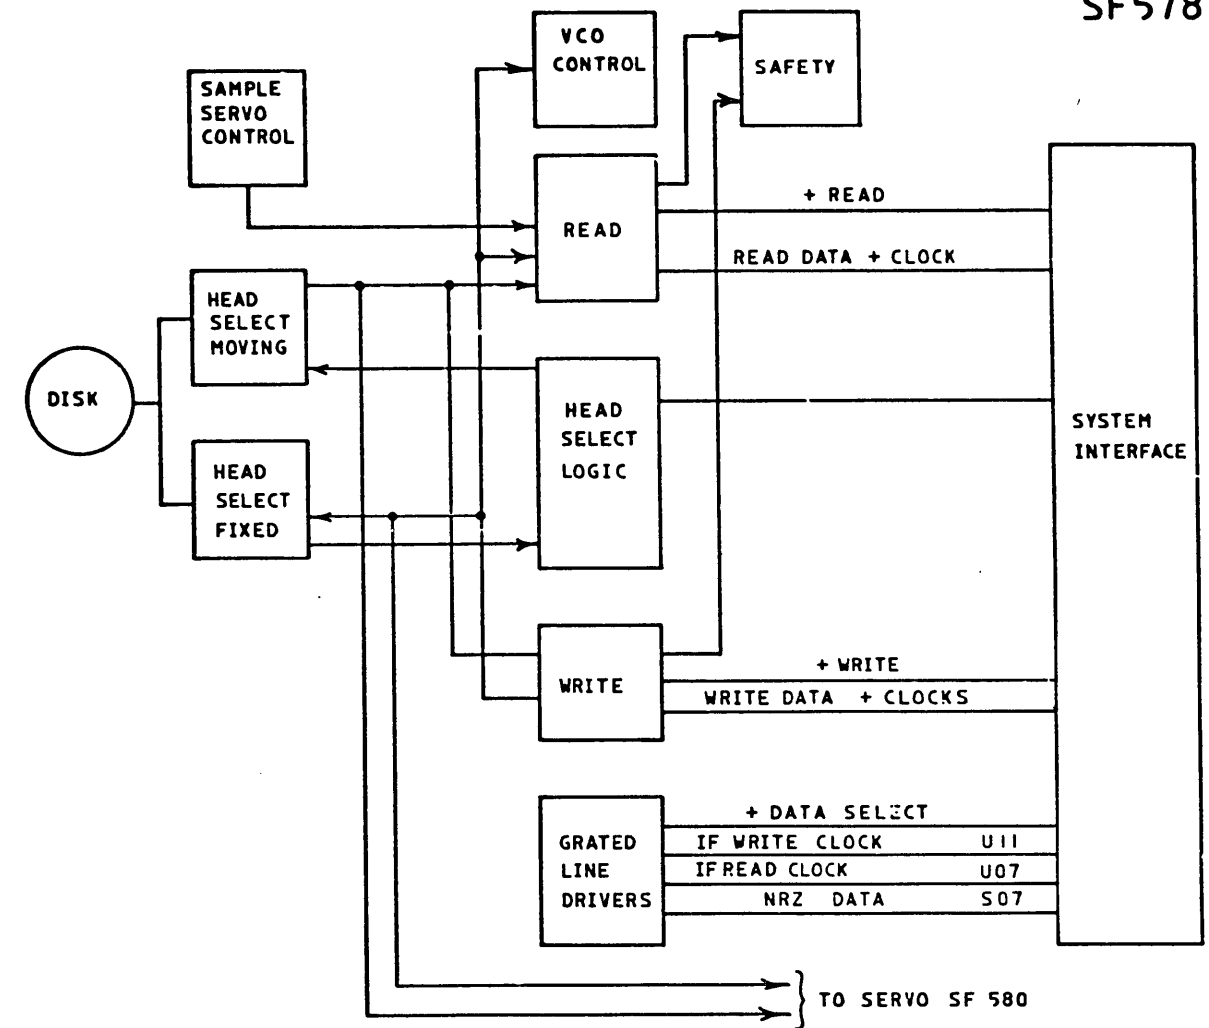 SF578
VCO
CONTROL
SAFETY
SAMPLE
SERVO
CONTROL
+ READ
READ
READ DATA + CLOCK
HEAD
SELECT
MOVING
DISK
HEAD
SELECT
LOGIC
SYSTEM
INTERFACE
HEAD
SELECT
FIXED
+ WRITE
WRITE
WRITE DATA + CLOCKS
+ DATA SELECT
GRATED
LINE
DRIVERS
IF WRITE CLOCK U11
IF READ CLOCK U07
NRZ DATA S07
TO SERVO SF 580